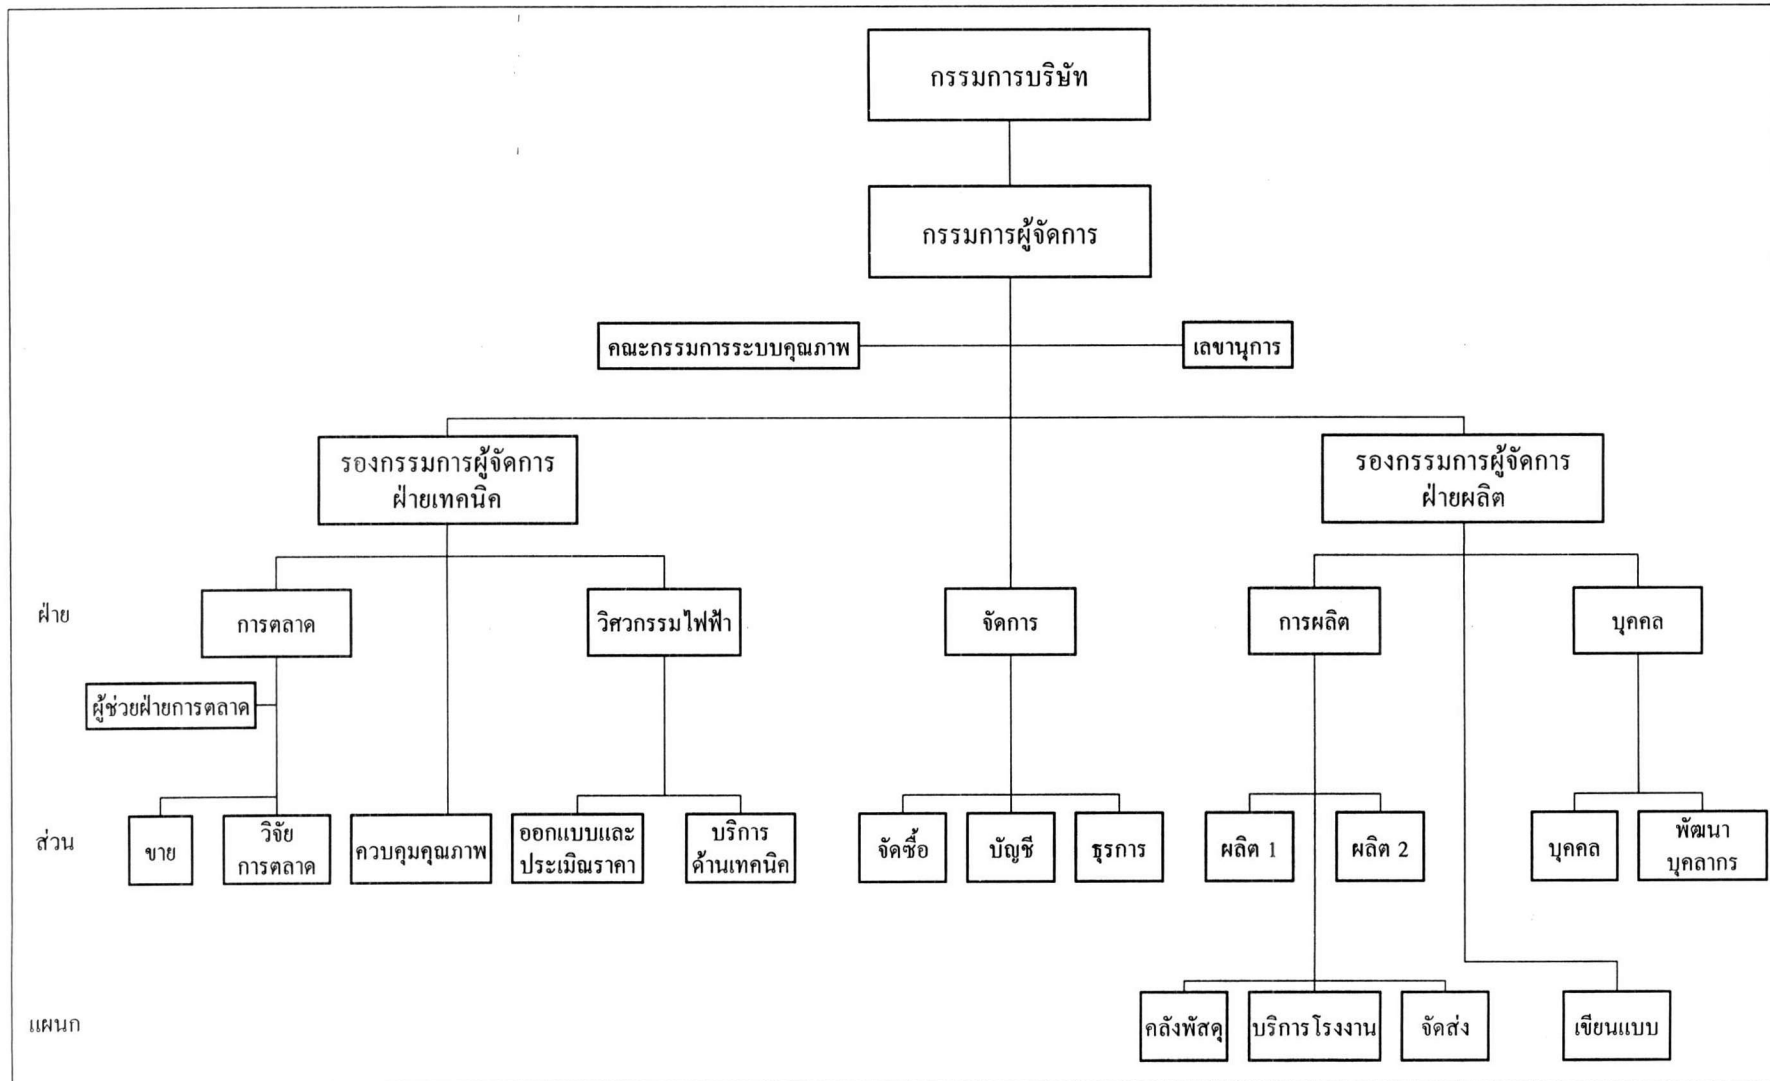 กรรมการบริษัท
กรรมการผู้จัดการ
คณะกรรมการระบบคุณภาพ
เลขานุการ
รองกรรมการผู้จัดการ
ฝ่ายเทคนิค
รองกรรมการผู้จัดการ
ฝ่ายผลิต
ฝ่าย
การตลาด
วิศวกรรมไฟฟ้า
จัดการ
การผลิต
บุคคล
ผู้ช่วยฝ่ายการตลาด
ส่วน
ขาย
วิจัย
การตลาด
ควบคุมคุณภาพ
ออกแบบและ
ประเมิณราคา
บริการ
ด้านเทคนิค
จัดซื้อ
บัญชี
ธุรการ
ผลิต 1
ผลิต 2
บุคคล
พัฒนา
บุคลากร
แผนก
คลังพัสดุ
บริการโรงงาน
จัดส่ง
เขียนแบบ